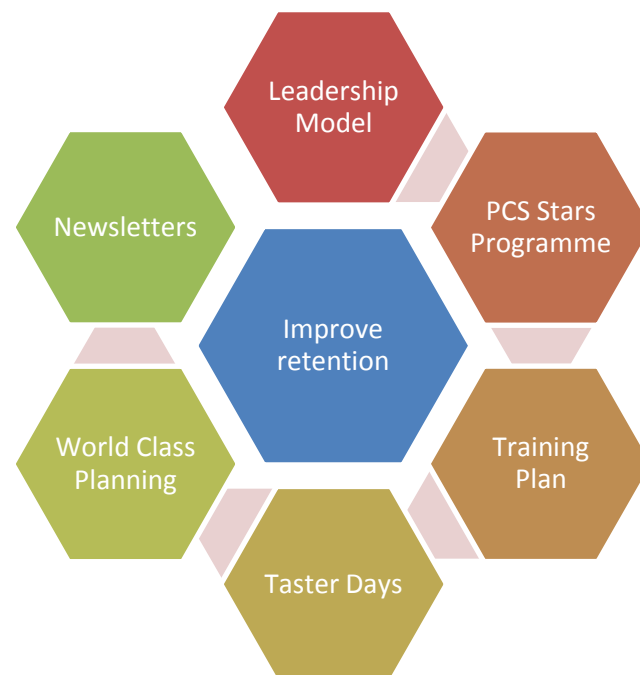 Leadership
Model
PCS Stars
Programme
Newsletters
Improve
retention
World Class
Planning
Training
Plan
Taster Days